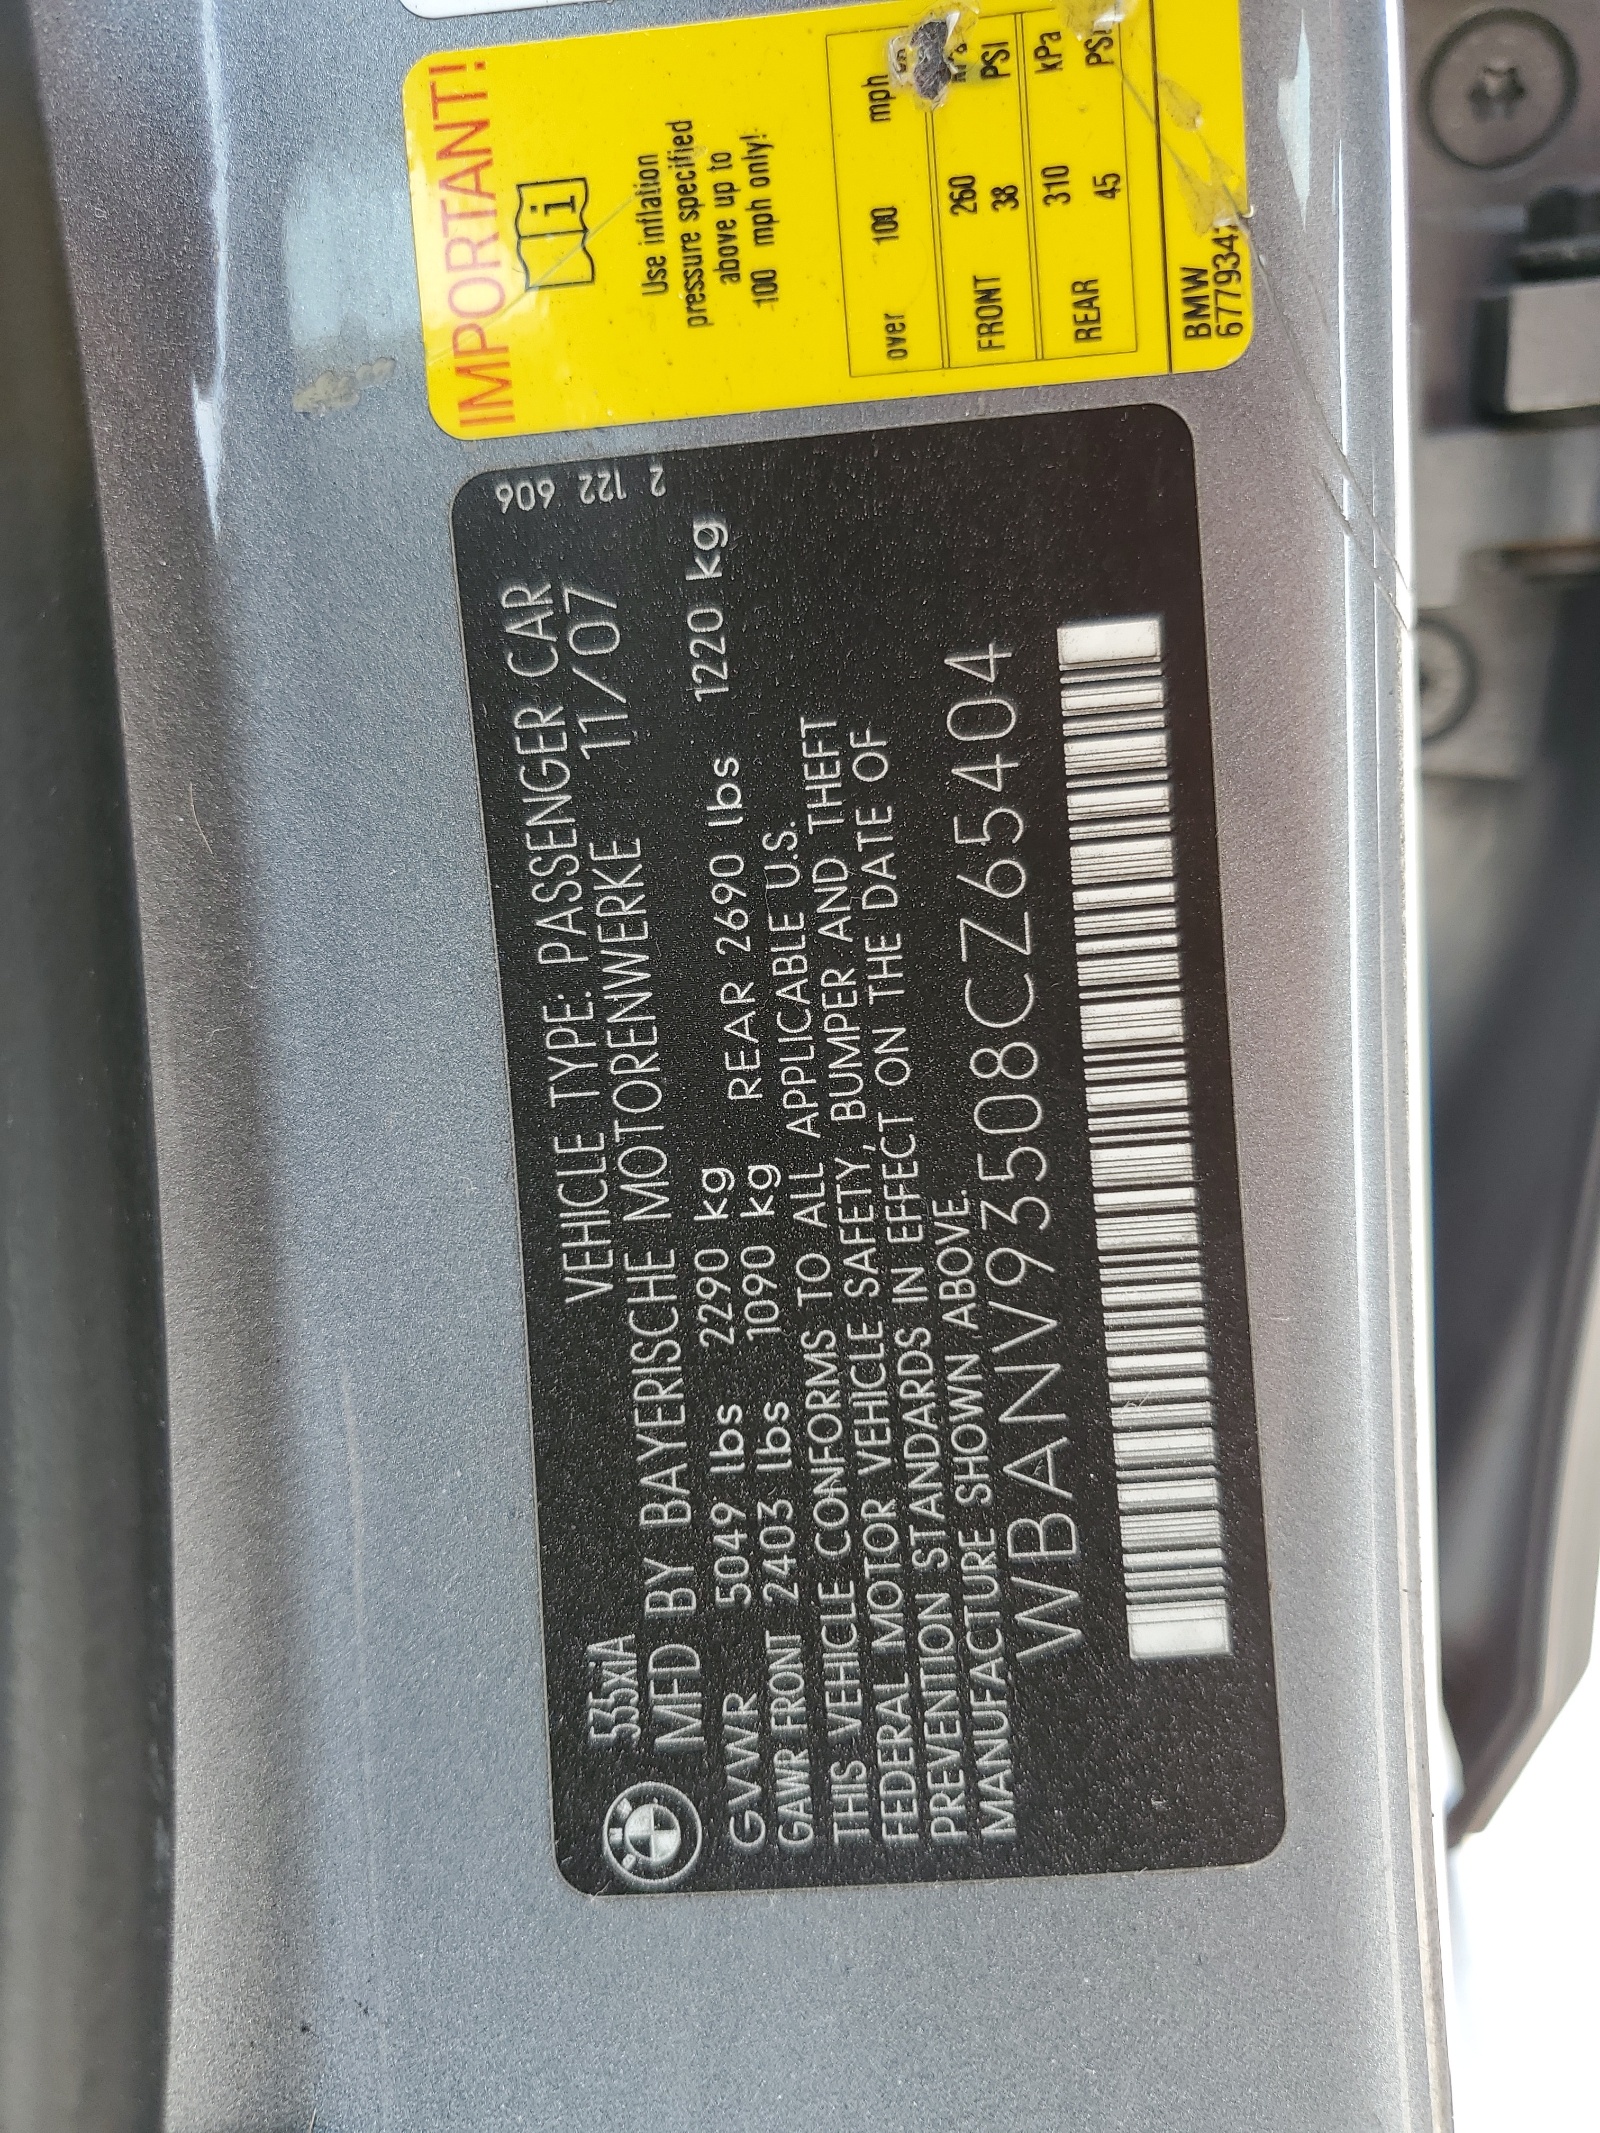 VEHICLE TYPE: PASSENGER CAR
535xiA
MFD BY BAYERISCHE MOTORENWERKE 11/07
GVWR 5049 lbs 2290 kg
GAWR FRONT 2403 lbs 1090 kg REAR 2690 lbs 1220 kg
THIS VEHICLE CONFORMS TO ALL APPLICABLE U.S.
FEDERAL MOTOR VEHICLE SAFETY, BUMPER AND THEFT
PREVENTION STANDARDS IN EFFECT ON THE DATE OF
MANUFACTURE SHOWN ABOVE.
WBANV93508CZ65404
2 122 606
IMPORTANT!
i
Use inflation
pressure specified
above up to
100 mph only!
over 100 mph
FRONT 260
38 PSI
REAR 310 kPa
45 PSI
BMW